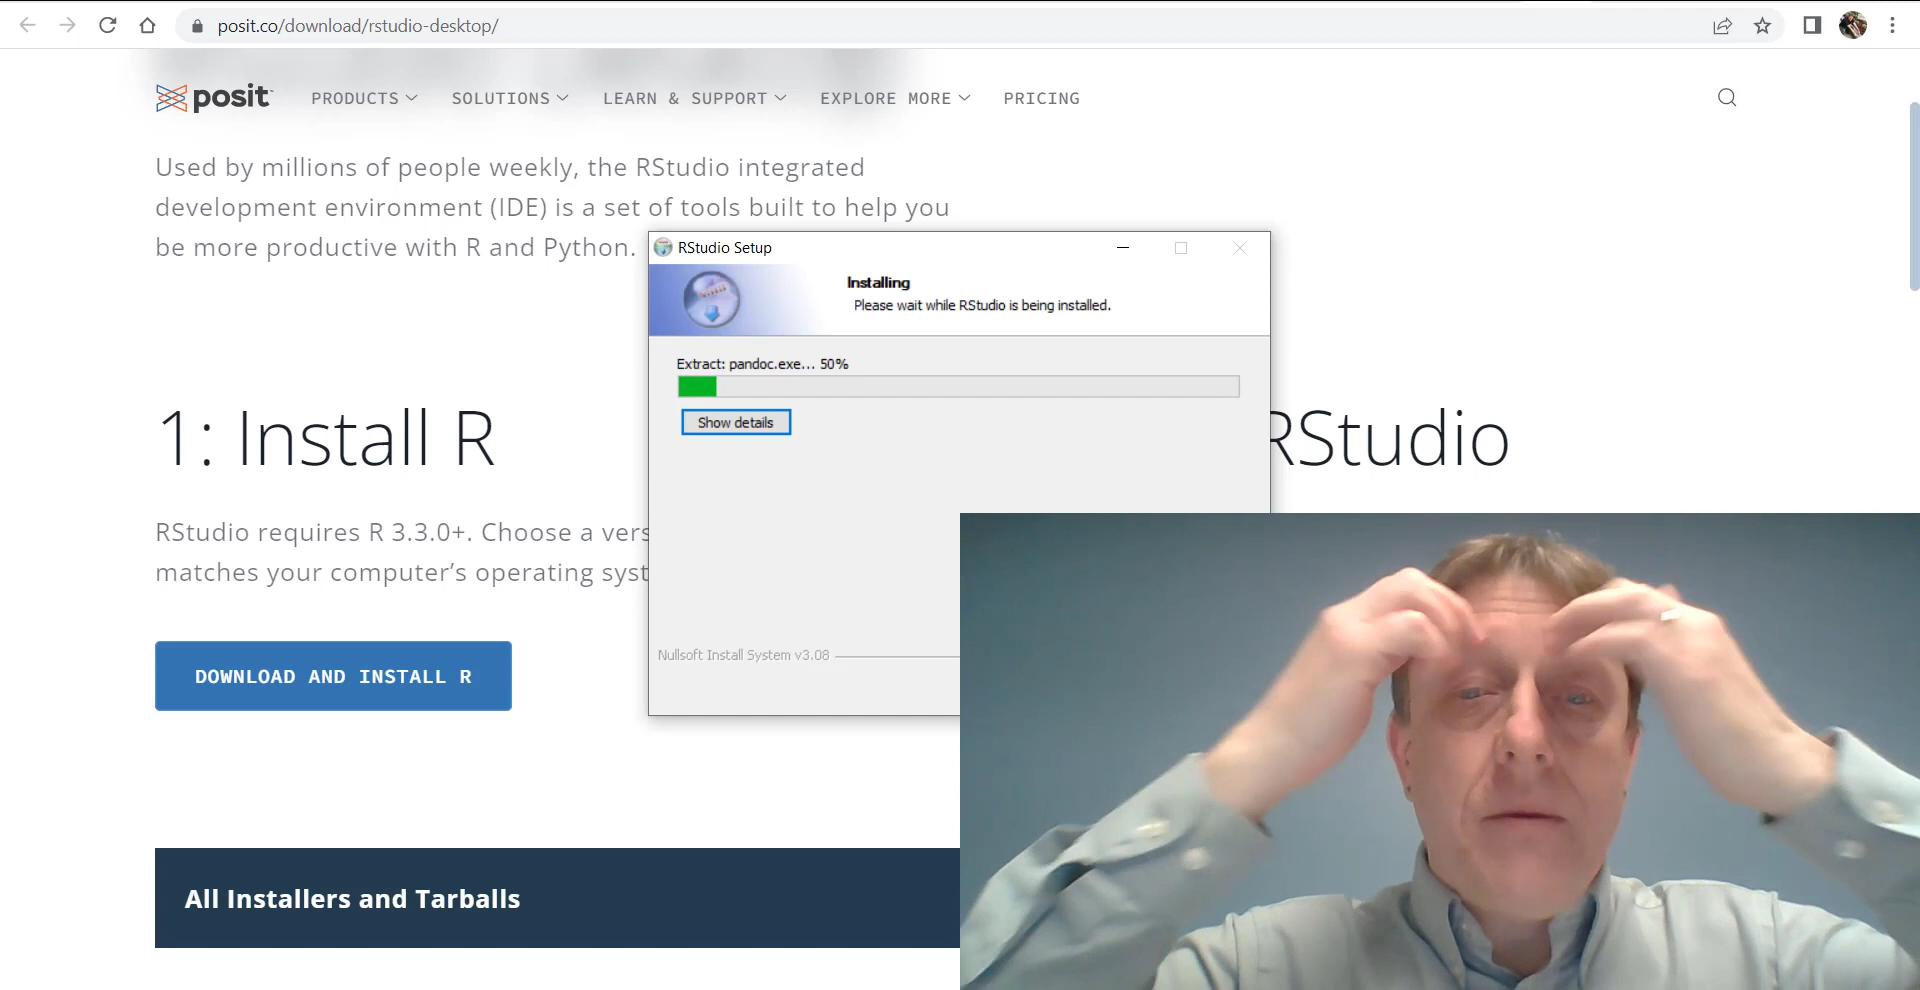 posit.co/download/rstudio-desktop/
posit
PRODUCTS
SOLUTIONS
LEARN & SUPPORT
EXPLORE MORE
PRICING
Used by millions of people weekly, the RStudio integrated
development environment (IDE) is a set of tools built to help you
be more productive with R and Python.
RStudio Setup
Installing
Please wait while RStudio is being installed.
Extract: pandoc.exe... 50%
Show details
Nullsoft Install System v3.08
1: Install R
RStudio
RStudio requires R 3.3.0+. Choose a vers
matches your computer’s operating syst
DOWNLOAD AND INSTALL R
All Installers and Tarballs